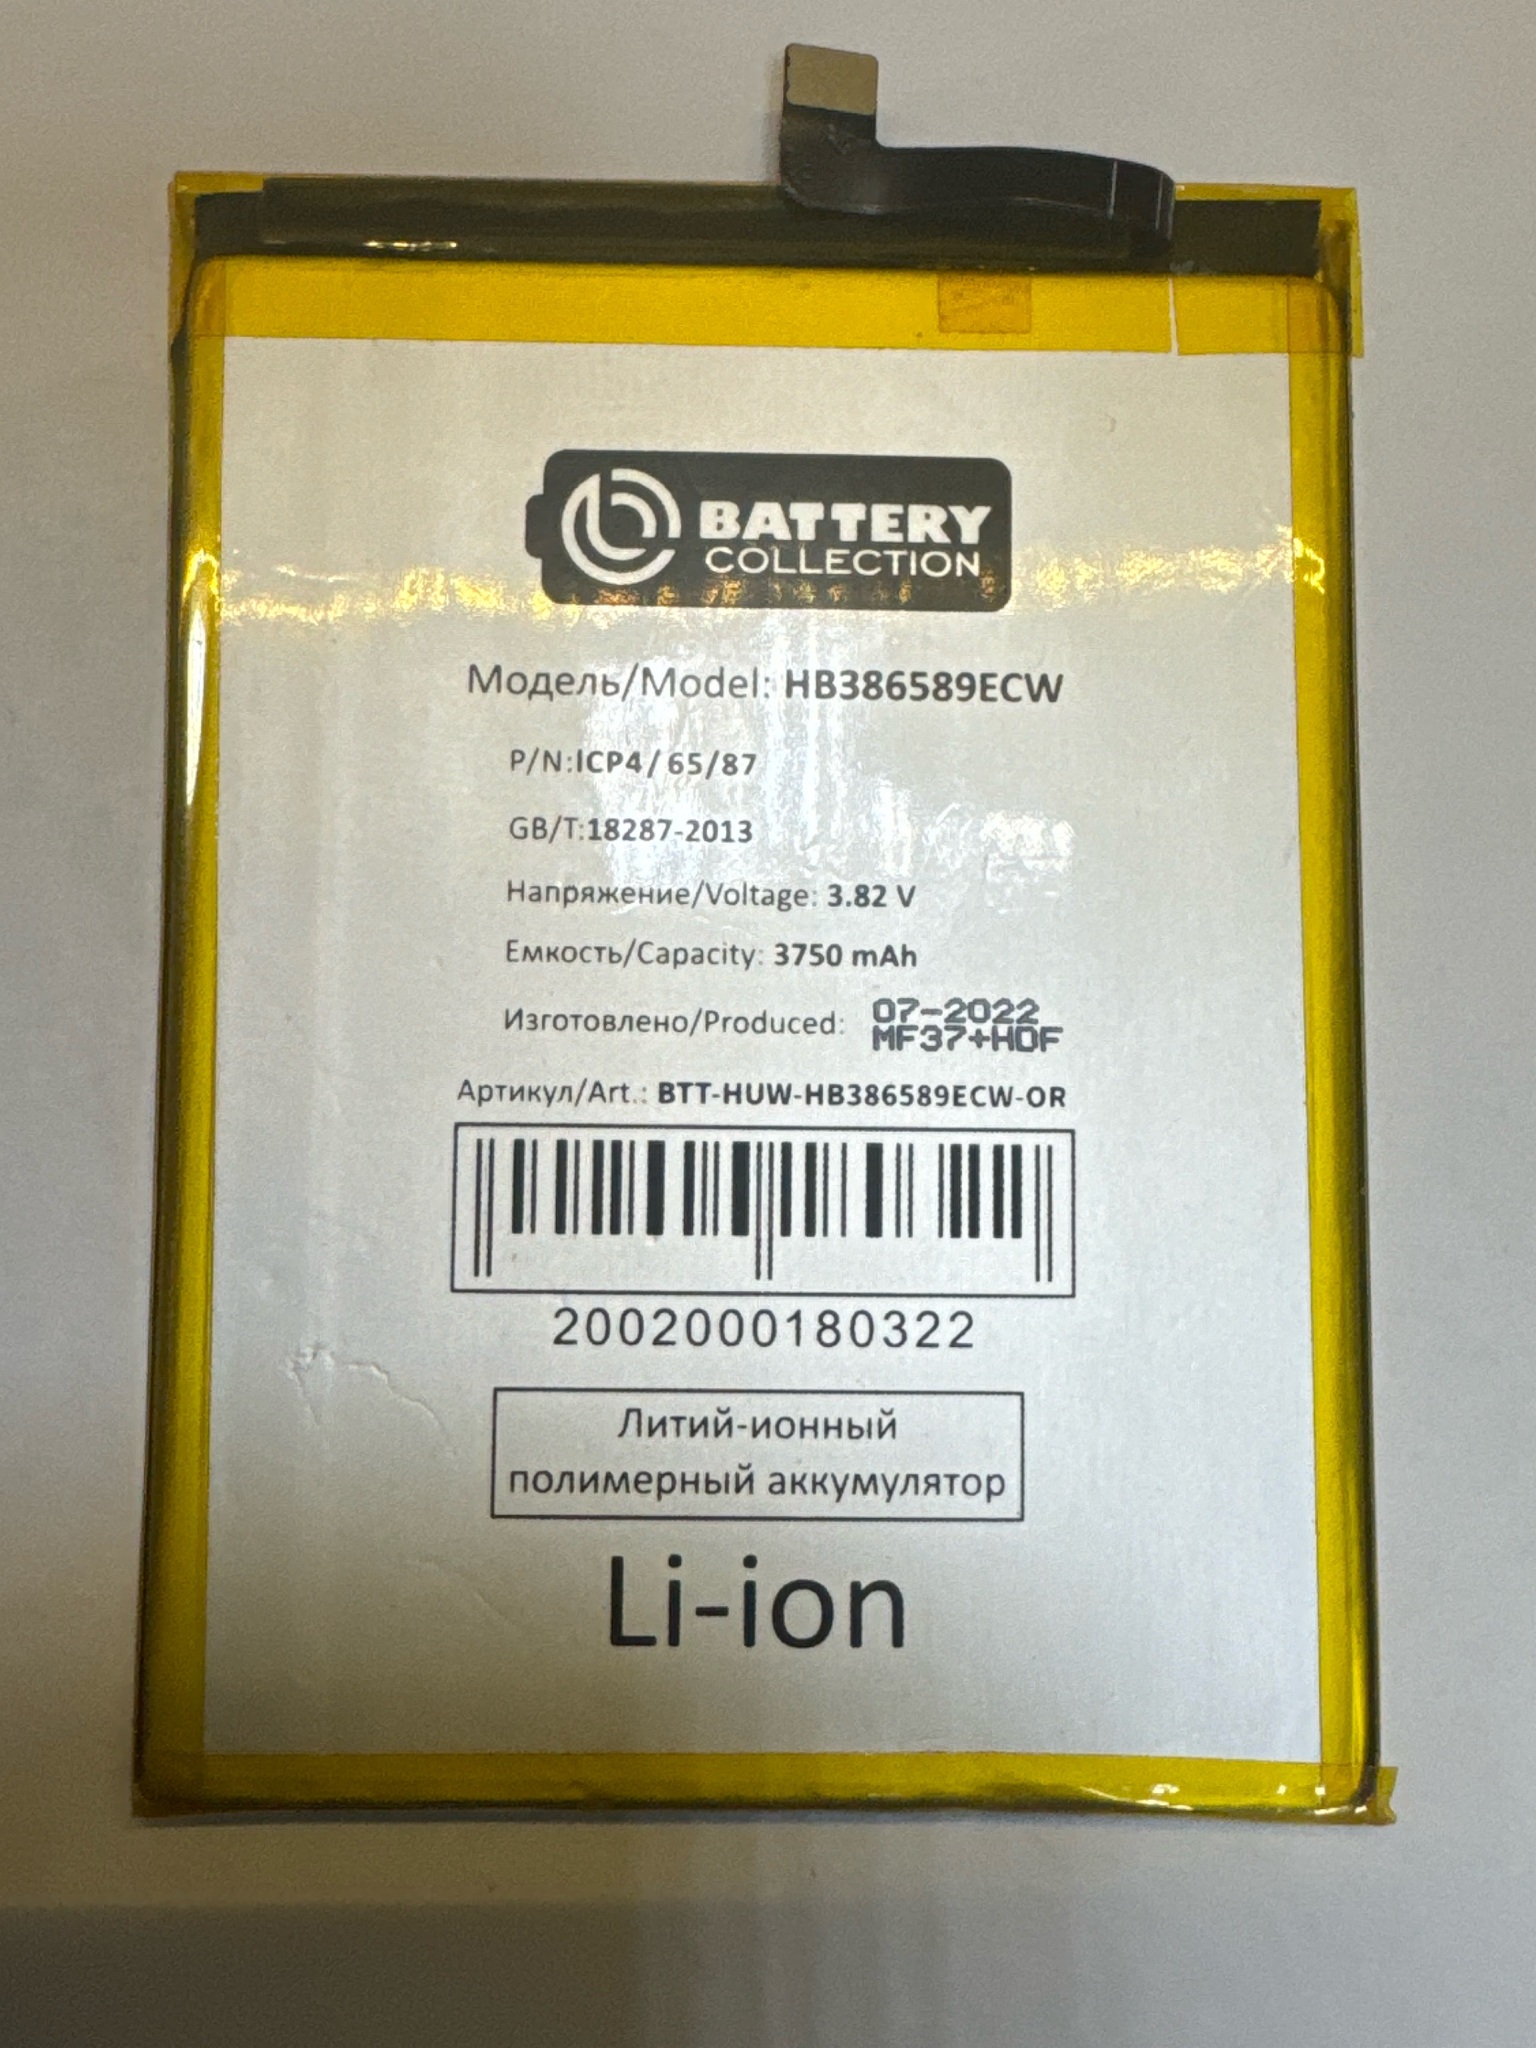 BATTERY
COLLECTION
Модель/Model: HB386589ECW
P/N:ICP4/65/87
GB/T:18287-2013
Напряжение/Voltage: 3.82 V
Емкость/Capacity: 3750 mAh
Изготовлено/Produced: 07-2022
MF37+HOF
Артикул/Art.: BTT-HUW-HB386589ECW-OR
2002000180322
Литий-ионный
полимерный аккумулятор
Li-ion